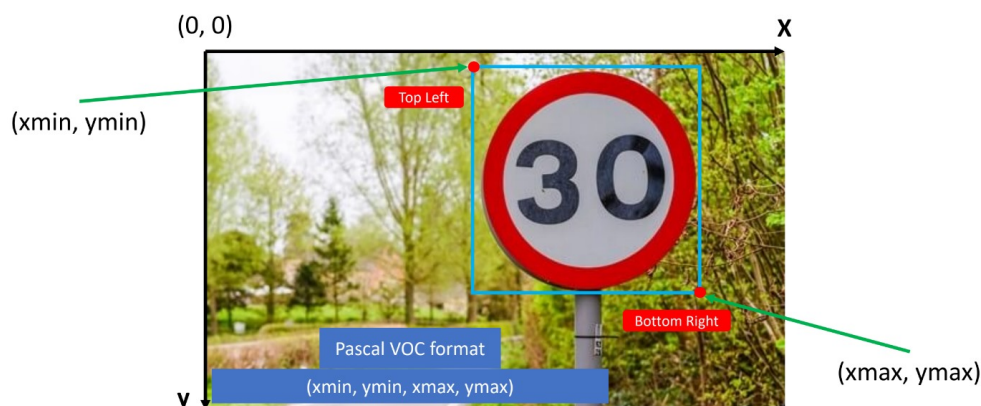 (0, 0)
X
Top Left
(xmin, ymin)
30
Bottom Right
Pascal VOC format
(xmin, ymin, xmax, ymax)
(xmax, ymax)